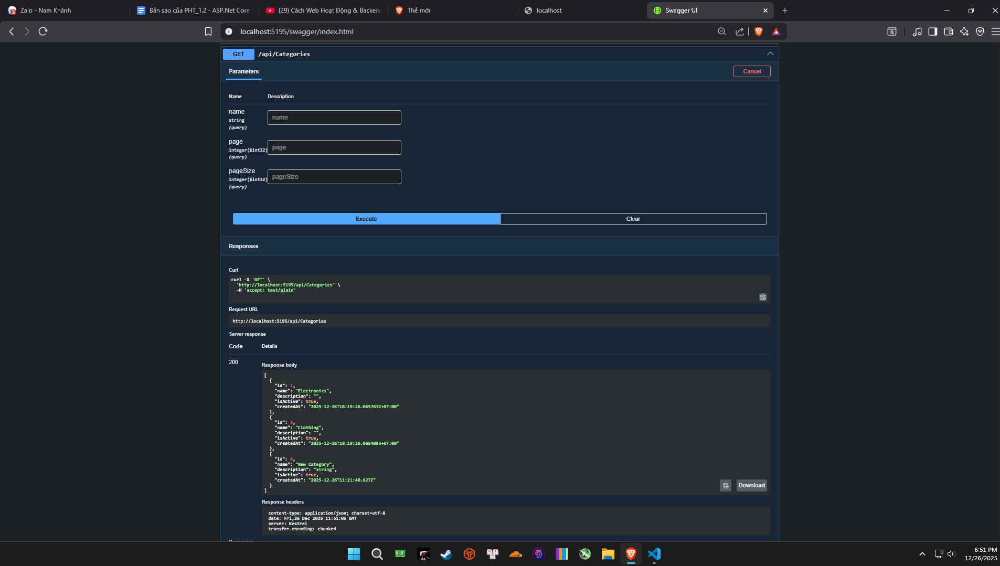 Zalo - Nam Khánh
Bản sao của PHT_1.2 - ASP.Net Core
(29) Cách Web Hoạt Động & Backend
Thẻ mới
localhost
Swagger UI
localhost:5195/swagger/index.html
GET
/api/Categories
Parameters
Cancel
Name
Description
name
string
(query)
name
page
integer($int32)
(query)
page
pageSize
integer($int32)
(query)
pageSize
Execute
Clear
Responses
Curl
curl -X 'GET' \
'http://localhost:5195/api/Categories' \
-H 'accept: text/plain'
Request URL
http://localhost:5195/api/Categories
Server response
Code
Details
200
Response body
[
{
"id": 1,
"name": "Electronics",
"description": "",
"isActive": true,
"createdAt": "2025-12-26T18:19:26.0657632+07:00"
},
{
"id": 3,
"name": "Clothing",
"description": "",
"isActive": true,
"createdAt": "2025-12-26T18:19:26.0664093+07:00"
},
{
"id": 4,
"name": "New Category",
"description": "string",
"isActive": true,
"createdAt": "2025-12-26T11:21:40.627Z"
}
]
Download
Response headers
content-type: application/json; charset=utf-8
date: Fri,26 Dec 2025 11:51:05 GMT
server: Kestrel
transfer-encoding: chunked
Responses
6:51 PM
12/26/2025